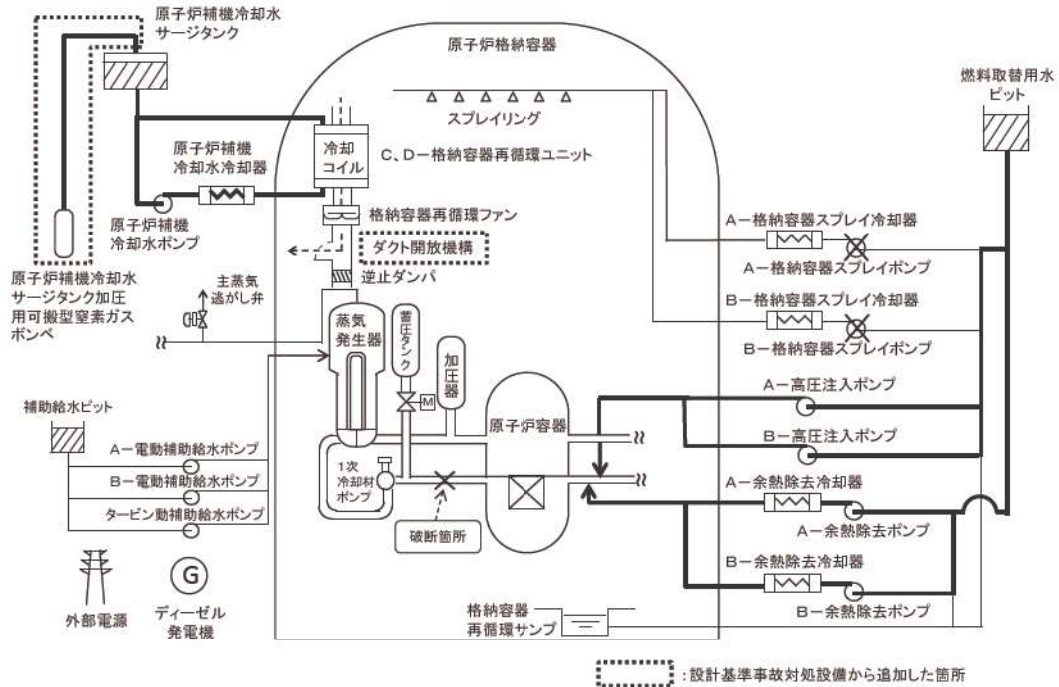 原子炉補機冷却水
サージタンク
原子炉格納容器
燃料取替用水
ピット
スプレイリング
冷却
コイル
C、D－格納容器再循環ユニット
原子炉補機
冷却水冷却器
原子炉補機
冷却水ポンプ
格納容器再循環ファン
ダクト開放機構
逆止ダンパ
A－格納容器スプレイ冷却器
A－格納容器スプレイポンプ
B－格納容器スプレイ冷却器
B－格納容器スプレイポンプ
原子炉補機冷却水
サージタンク加圧
用可搬型窒素ガス
ボンベ
主蒸気
逃がし弁
蒸気
発生器
蓄圧タンク
加圧器
M
原子炉容器
A－高圧注入ポンプ
B－高圧注入ポンプ
補助給水ピット
A－電動補助給水ポンプ
B－電動補助給水ポンプ
タービン動補助給水ポンプ
1次
冷却材
ポンプ
破断箇所
A－余熱除去冷却器
A－余熱除去ポンプ
B－余熱除去冷却器
B－余熱除去ポンプ
G
外部電源
ディーゼル
発電機
格納容器
再循環サンプ
：設計基準事故対処設備から追加した箇所